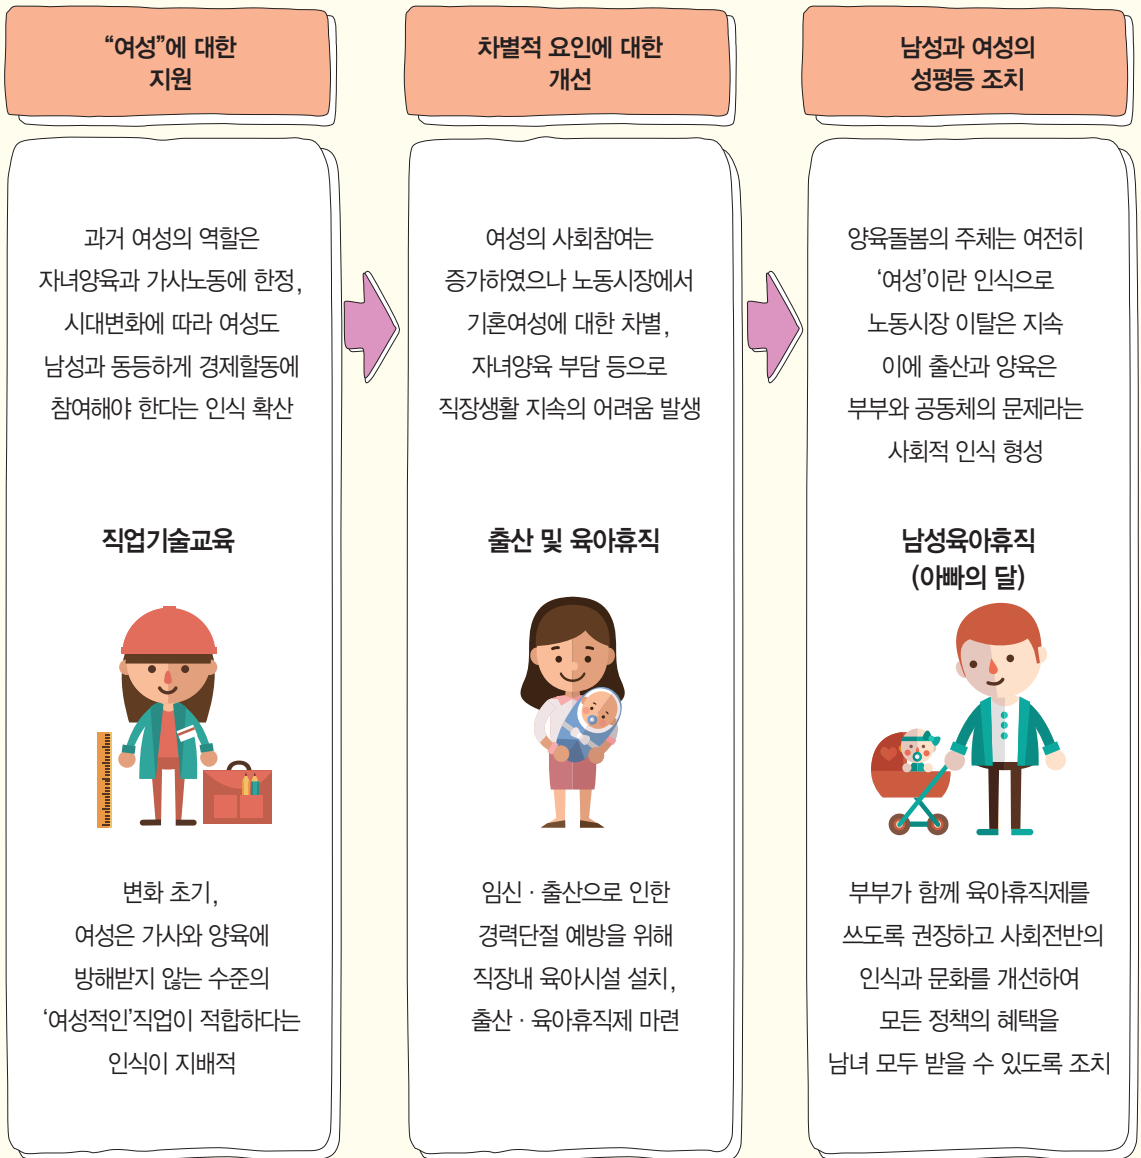 “여성”에 대한
지원
과거 여성의 역할은
자녀양육과 가사노동에 한정,
시대변화에 따라 여성도
남성과 동등하게 경제할동에
참여해야 한다는 인식 확산
직업기술교육
변화 초기,
여성은 가사와 양육에
방해받지 않는 수준의
‘여성적인’직업이 적합하다는
인식이 지배적
차별적 요인에 대한
개선
여성의 사회참여는
증가하였으나 노동시장에서
기혼여성에 대한 차별,
자녀양육 부담 등으로
직장생활 지속의 어려움 발생
출산 및 육아휴직
임신 · 출산으로 인한
경력단절 예방을 위해
직장내 육아시설 설치,
출산 · 육아휴직제 마련
남성과 여성의
성평등 조치
양육돌봄의 주체는 여전히
‘여성’이란 인식으로
노동시장 이탈은 지속
이에 출산과 양육은
부부와 공동체의 문제라는
사회적 인식 형성
남성육아휴직
(아빠의 달)
부부가 함께 육아휴직제를
쓰도록 권장하고 사회전반의
인식과 문화를 개선하여
모든 정책의 혜택을
남녀 모두 받을 수 있도록 조치